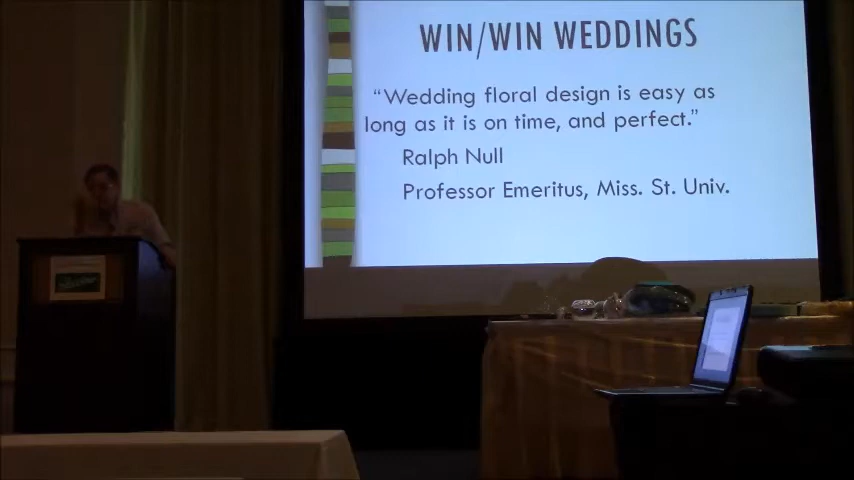 WIN/WIN WEDDINGS
“Wedding floral design is easy as
long as it is on time, and perfect.”
Ralph Null
Professor Emeritus, Miss. St. Univ.